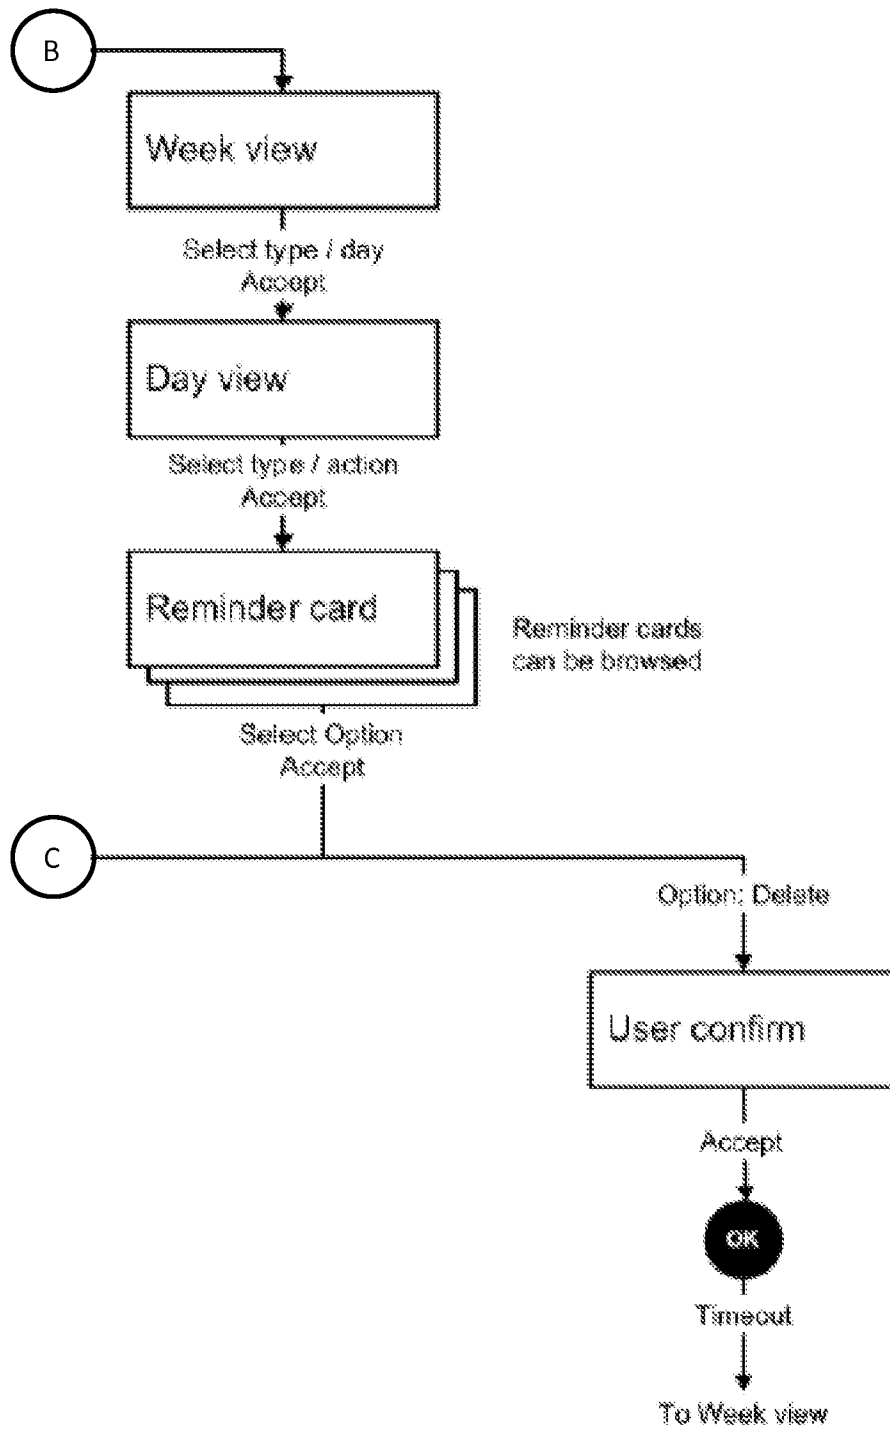 B
Week view
Select type / day
Accept
Day view
Select type / action
Accept
Reminder card
Reminder cards
can be browsed
Select Option
Accept
C
Option: Delete
User confirm
Accept
OK
Timeout
To Week view